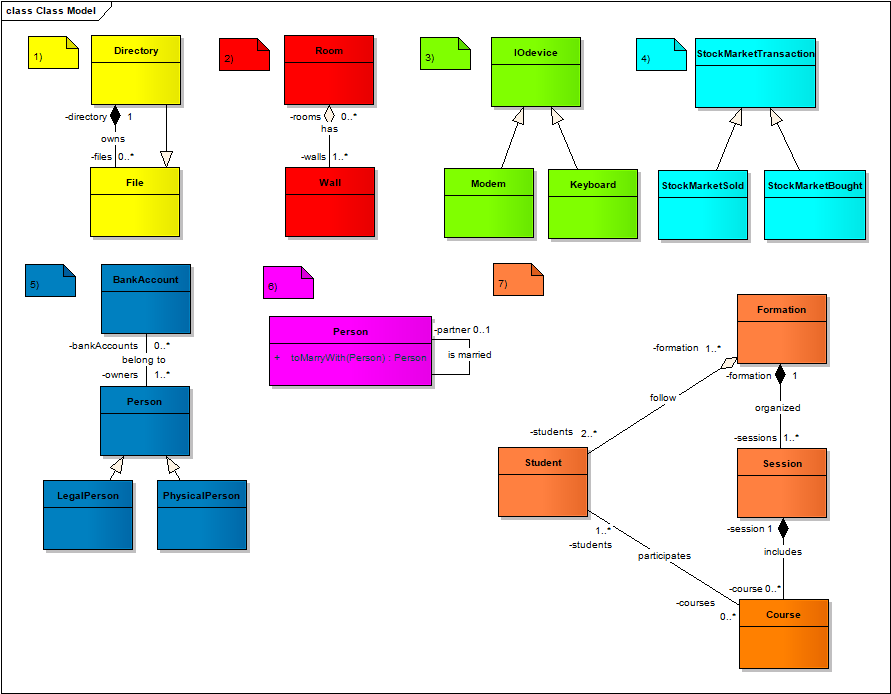 class Class Model
1)
Directory
-directory 1
owns
-files 0..*
File
2)
Room
-rooms 0..*
has
-walls 1..*
Wall
3)
IOdevice
Modem
Keyboard
4)
StockMarketTransaction
StockMarketSold
StockMarketBought
5)
BankAccount
-bankAccounts 0..*
belong to
-owners 1..*
Person
LegalPerson
PhysicalPerson
6)
Person
+ toMarryWith(Person) : Person
-partner 0..1
is married
7)
Formation
-formation 1..*
-formation 1
follow
organized
-students 2..*
-sessions 1..*
Student
Session
1..*
-students
-session 1
participates
includes
-course 0..*
-courses
0..*
Course